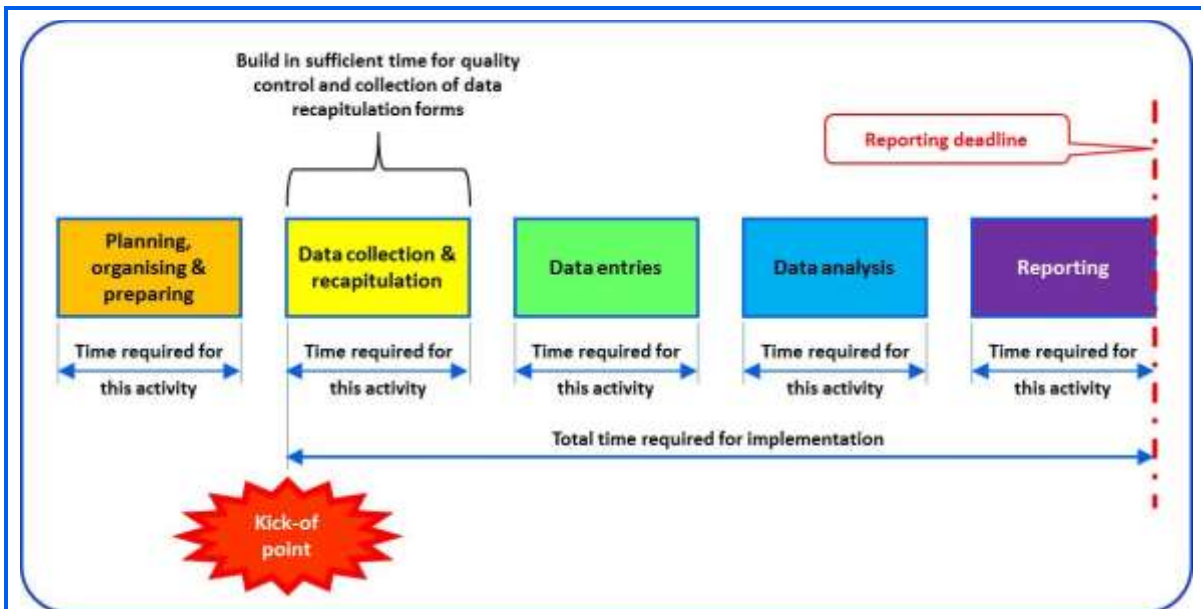 Build in sufficient time for quality
control and collection of data
recapitulation forms
Reporting deadline
Planning,
organising &
preparing
Data collection &
recapitulation
Data entries
Data analysis
Reporting
Time required for
this activity
Time required for
this activity
Time required for
this activity
Time required for
this activity
Time required for
this activity
Total time required for implementation
Kick-of
point